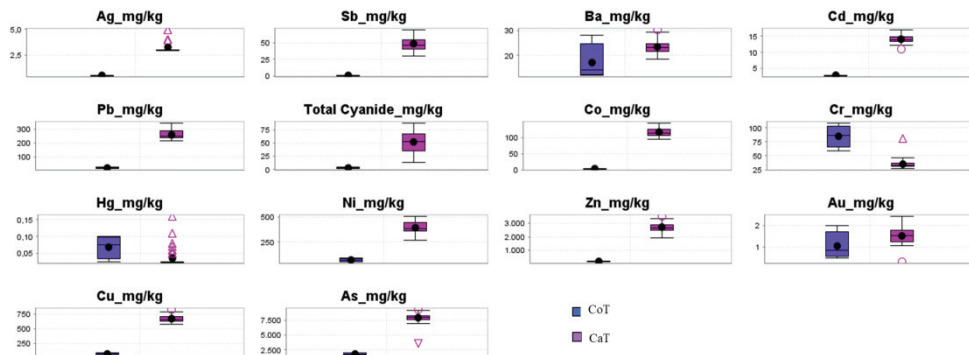 Ag_mg/kg
5,0
2,5
Sb_mg/kg
50
25
0
Ba_mg/kg
30
20
Cd_mg/kg
15
10
5
Pb_mg/kg
300
200
100
Total Cyanide_mg/kg
75
50
25
0
Co_mg/kg
100
50
0
Cr_mg/kg
100
75
50
25
Hg_mg/kg
0,15
0,10
0,05
Ni_mg/kg
500
250
Zn_mg/kg
3.000
2.000
1.000
Au_mg/kg
2
1
Cu_mg/kg
750
500
250
As_mg/kg
7.500
5.000
2.500
CoT
CaT